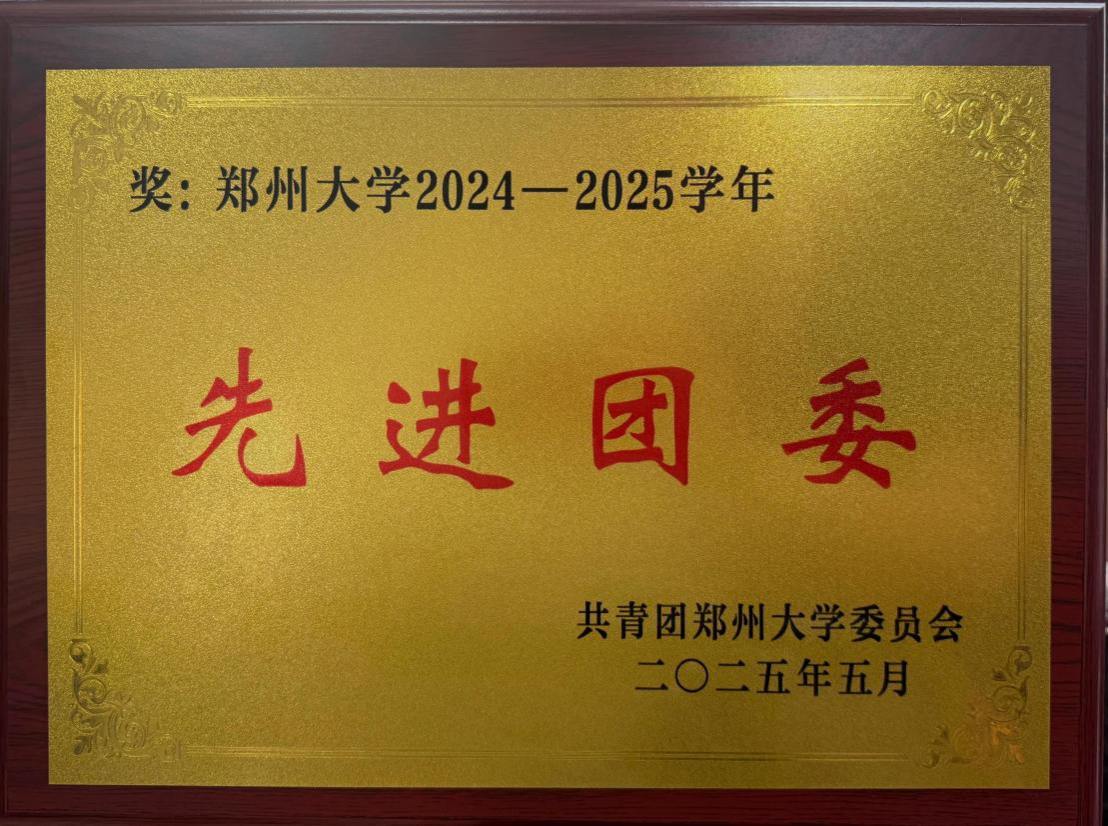 奖：郑州大学2024—2025学年
先进团委
共青团郑州大学委员会
二〇二五年五月